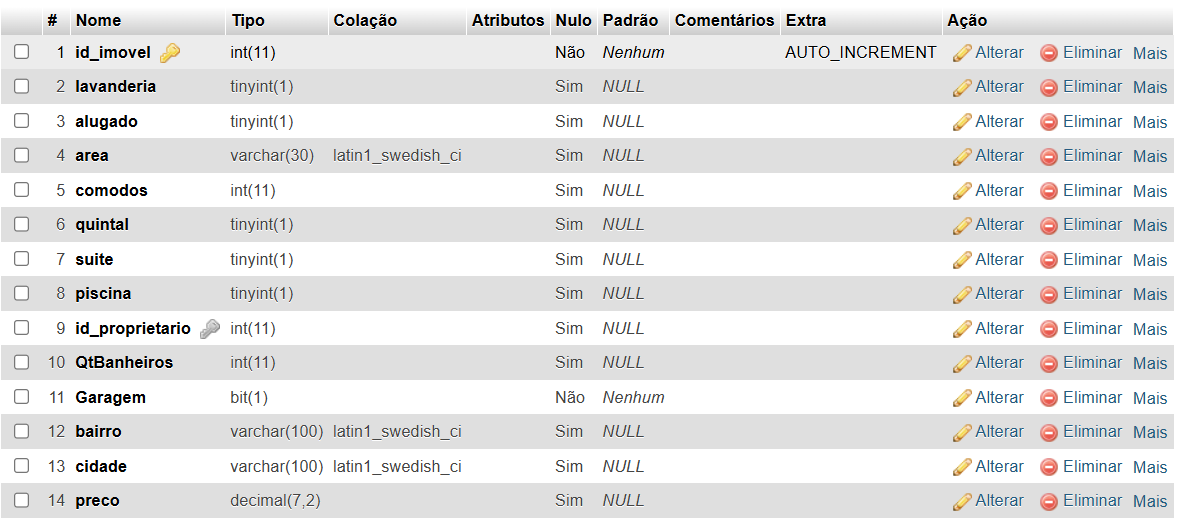 # Nome Tipo Colação Atributos Nulo Padrão Comentários Extra Ação
1 id_imovel int(11) Não Nenhum AUTO_INCREMENT Alterar Eliminar Mais
2 lavanderia tinyint(1) Sim NULL Alterar Eliminar Mais
3 alugado tinyint(1) Sim NULL Alterar Eliminar Mais
4 area varchar(30) latin1_swedish_ci Sim NULL Alterar Eliminar Mais
5 comodos int(11) Sim NULL Alterar Eliminar Mais
6 quintal tinyint(1) Sim NULL Alterar Eliminar Mais
7 suite tinyint(1) Sim NULL Alterar Eliminar Mais
8 piscina tinyint(1) Sim NULL Alterar Eliminar Mais
9 id_proprietario int(11) Sim NULL Alterar Eliminar Mais
10 QtBanheiros int(11) Sim NULL Alterar Eliminar Mais
11 Garagem bit(1) Não Nenhum Alterar Eliminar Mais
12 bairro varchar(100) latin1_swedish_ci Sim NULL Alterar Eliminar Mais
13 cidade varchar(100) latin1_swedish_ci Sim NULL Alterar Eliminar Mais
14 preco decimal(7,2) Sim NULL Alterar Eliminar Mais